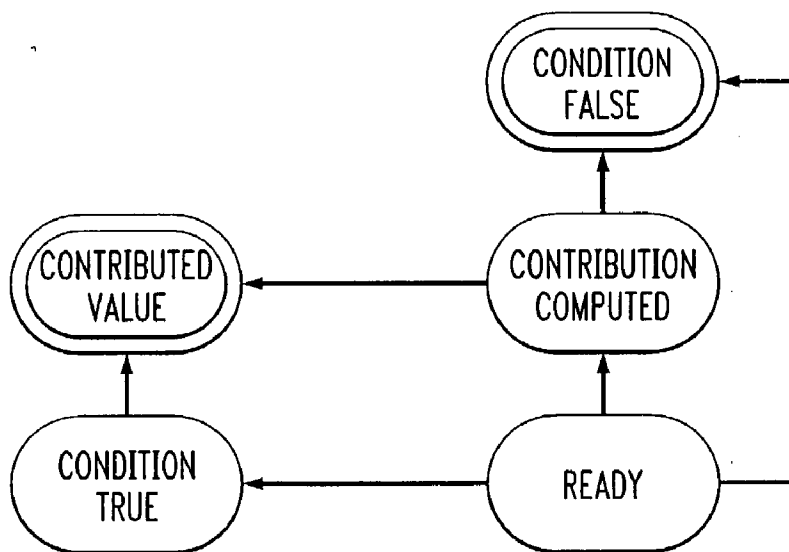 CONDITION
FALSE
CONTRIBUTED
VALUE
CONTRIBUTION
COMPUTED
CONDITION
TRUE
READY